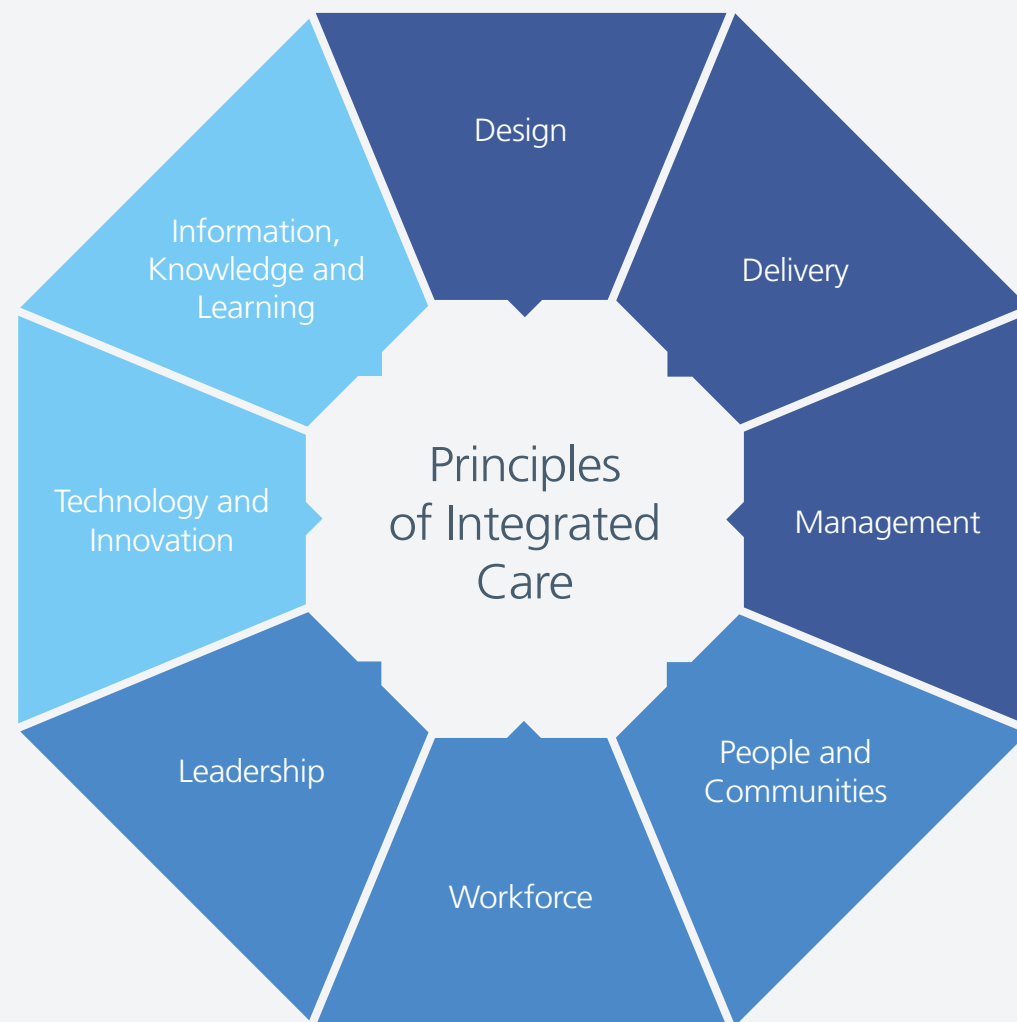 Design
Delivery
Management
People and
Communities
Workforce
Leadership
Technology and
Innovation
Information,
Knowledge and
Learning
Principles
of Integrated
Care